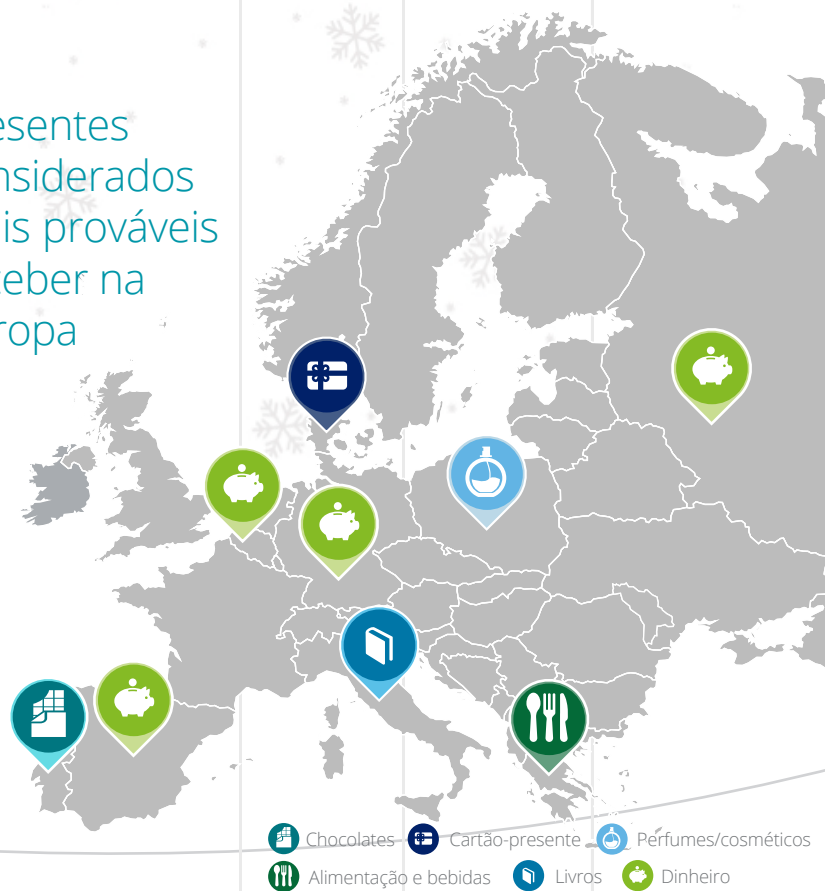 esentes
nsiderados
is prováveis
eber na
ropa
Chocolates Cartão-presente Perfumes/cosméticos
Alimentação e bebidas Livros Dinheiro